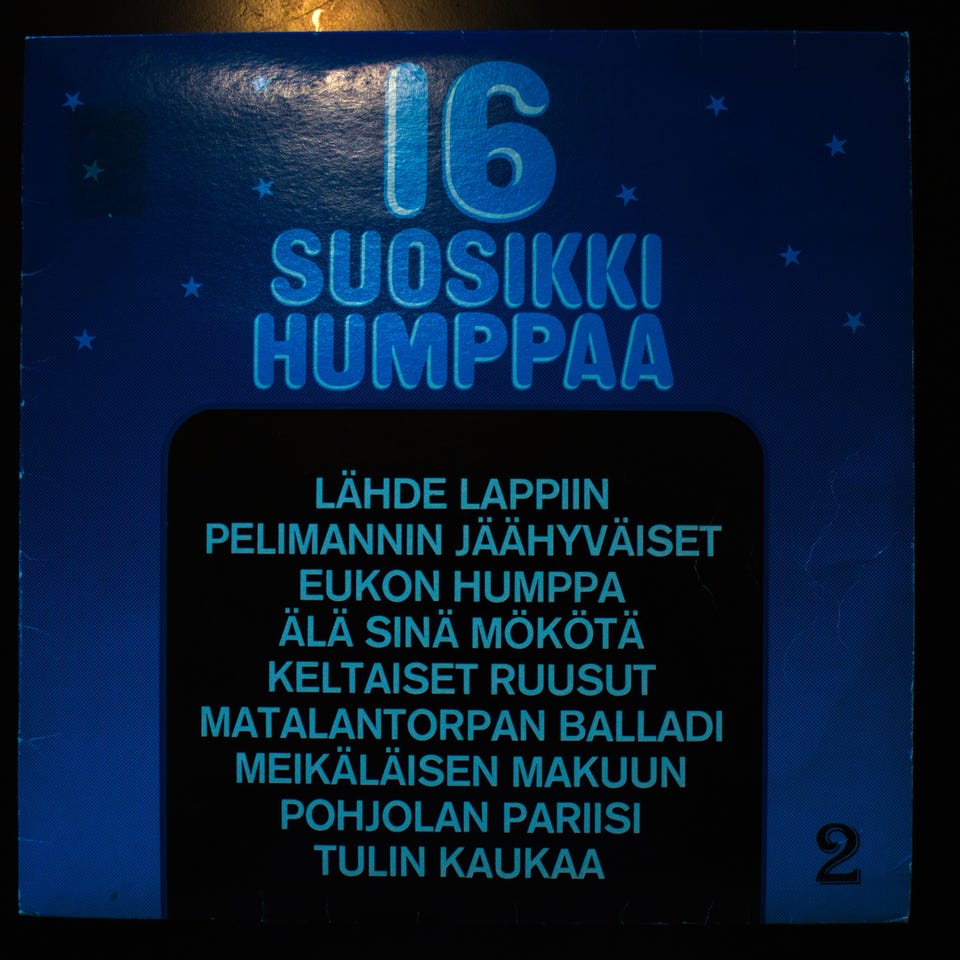 16
SUOSIKKI
HUMPPAA
LÄHDE LAPPIIN
PELIMANNIN JÄÄHYVÄISET
EUKON HUMPPA
ÄLÄ SINÄ MÖKÖTÄ
KELTAISET RUUSUT
MATALANTORPAN BALLADI
MEIKÄLÄISEN MAKUUN
POHJOLAN PARIISI
TULIN KAUKAA
2